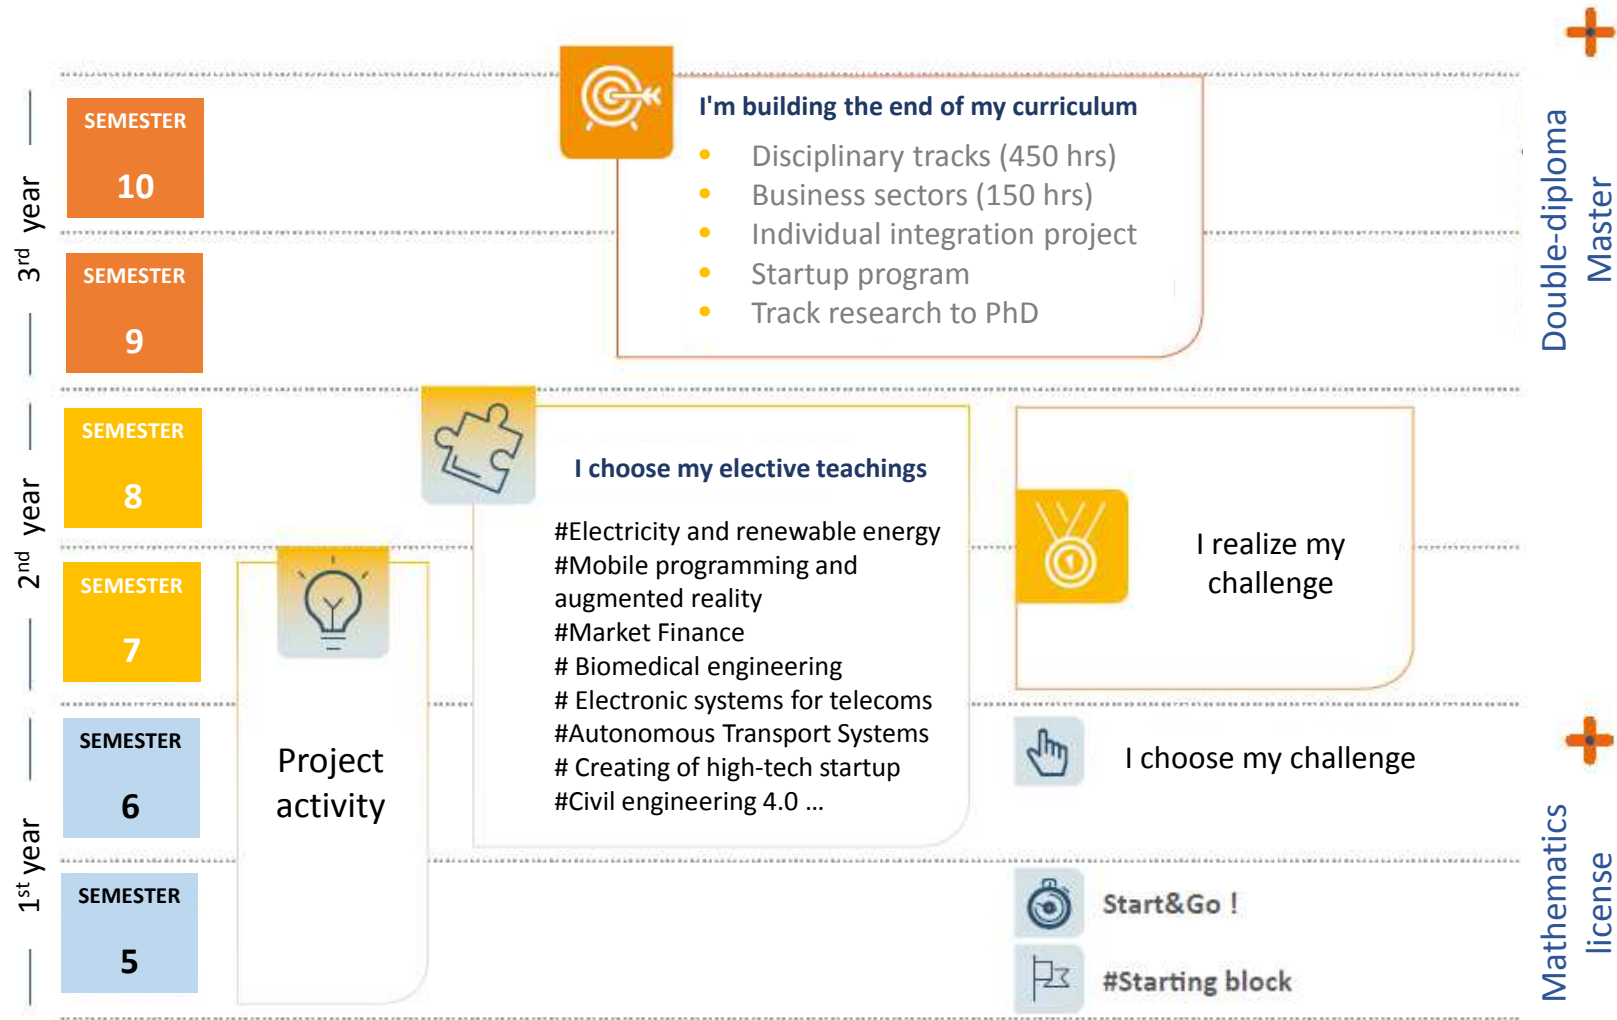 I'm building the end of my curriculum
• Disciplinary tracks (450 hrs)
• Business sectors (150 hrs)
• Individual integration project
• Startup program
• Track research to PhD
3rd year
SEMESTER
10
SEMESTER
9
Double-diploma
Master
2nd year
SEMESTER
8
SEMESTER
7
I choose my elective teachings
#Electricity and renewable energy
#Mobile programming and
augmented reality
#Market Finance
# Biomedical engineering
# Electronic systems for telecoms
#Autonomous Transport Systems
# Creating of high-tech startup
#Civil engineering 4.0 ...
I realize my
challenge
1
Project
activity
1st year
SEMESTER
6
SEMESTER
5
I choose my challenge
Start&Go !
#Starting block
Mathematics
license